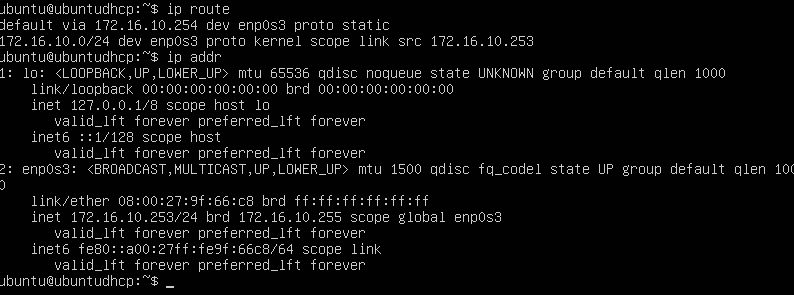 ubuntu@ubuntudhcp:~$ ip route
default via 172.16.10.254 dev enp0s3 proto static
172.16.10.0/24 dev enp0s3 proto kernel scope link src 172.16.10.253
ubuntu@ubuntudhcp:~$ ip addr
1: lo: <LOOPBACK,UP,LOWER_UP> mtu 65536 qdisc noqueue state UNKNOWN group default qlen 1000
    link/loopback 00:00:00:00:00:00 brd 00:00:00:00:00:00
    inet 127.0.0.1/8 scope host lo
       valid_lft forever preferred_lft forever
    inet6 ::1/128 scope host
       valid_lft forever preferred_lft forever
2: enp0s3: <BROADCAST,MULTICAST,UP,LOWER_UP> mtu 1500 qdisc fq_codel state UP group default qlen 100
0
    link/ether 08:00:27:9f:66:c8 brd ff:ff:ff:ff:ff:ff
    inet 172.16.10.253/24 brd 172.16.10.255 scope global enp0s3
       valid_lft forever preferred_lft forever
    inet6 fe80::a00:27ff:fe9f:66c8/64 scope link
       valid_lft forever preferred_lft forever
ubuntu@ubuntudhcp:~$ _